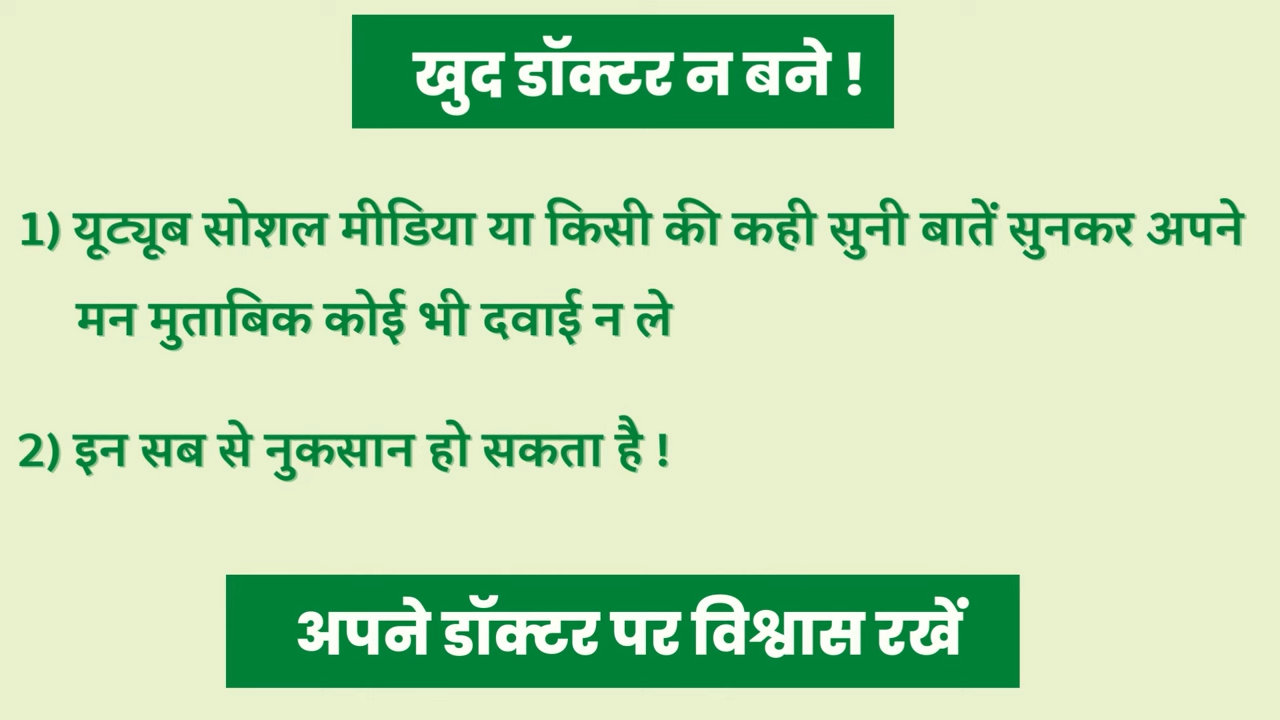 खुद डॉक्टर न बने !
1) यूट्यूब सोशल मीडिया या किसी की कही सुनी बातें सुनकर अपने
मन मुताबिक कोई भी दवाई न ले
2) इन सब से नुकसान हो सकता है !
अपने डॉक्टर पर विश्वास रखें